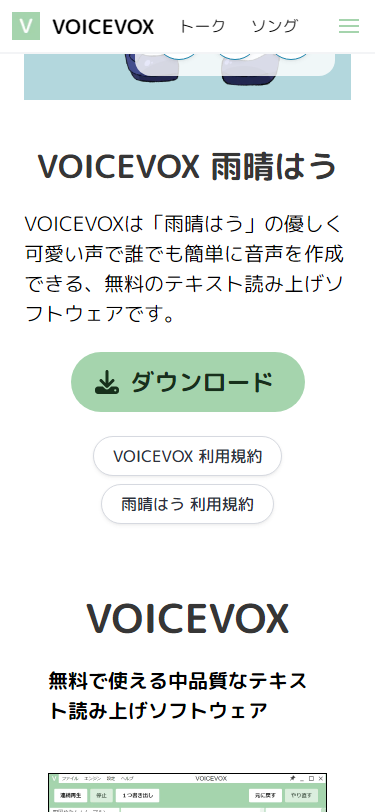 V VOICEVOX トーク ソング
VOICEVOX 雨晴はう
VOICEVOXは「雨晴はう」の優しく
可愛い声で誰でも簡単に音声を作成
できる、無料のテキスト読み上げソ
フトウェアです。
ダウンロード
VOICEVOX 利用規約
雨晴はう 利用規約
VOICEVOX
無料で使える中品質なテキス
ト読み上げソフトウェア
ファイル エンジン 設定 ヘルプ VOICEVOX
連続再生 停止 1つ書き出し 元に戻す やり直す